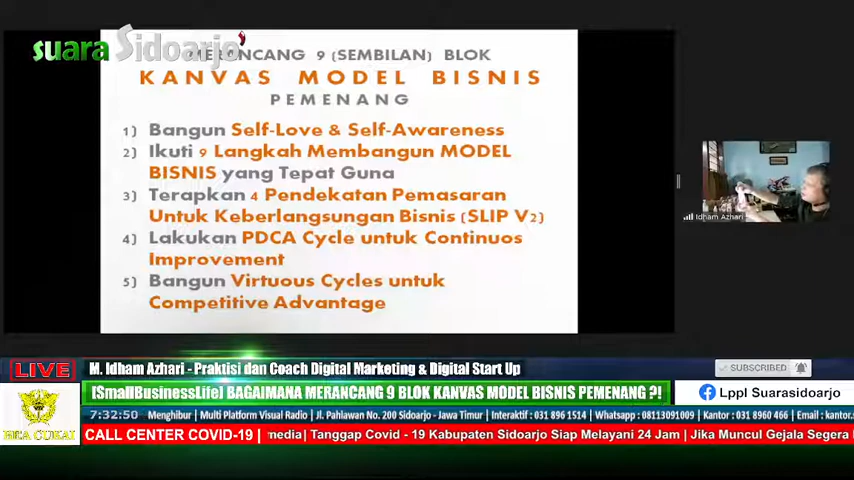 suara Sidoarjo
MERANCANG 9 (SEMBILAN) BLOK
KANVAS MODEL BISNIS
PEMENANG
1) Bangun Self-Love & Self-Awareness
2) Ikuti 9 Langkah Membangun MODEL
BISNIS yang Tepat Guna
3) Terapkan 4 Pendekatan Pemasaran
Untuk Keberlangsungan Bisnis (SLIP V2)
4) Lakukan PDCA Cycle untuk Continuos
Improvement
5) Bangun Virtuous Cycles untuk
Competitive Advantage
Idham Azhari
LIVE
M. Idham Azhari - Praktisi dan Coach Digital Marketing & Digital Start Up
SUBSCRIBED
[SmallBusinessLife] BAGAIMANA MERANCANG 9 BLOK KANVAS MODEL BISNIS PEMENANG ?!
Lppl Suarasidoarjo
BEA CUKAI
7:32:50
Menghibur | Multi Platform Visual Radio | Jl. Pahlawan No. 200 Sidoarjo - Jawa Timur | Interaktif : 031 896 1514 | Whatsapp : 08113091009 | Kantor : 031 8960 466 | Email : kantor.s
CALL CENTER COVID-19 | media| Tanggap Covid - 19 Kabupaten Sidoarjo Siap Melayani 24 Jam | Jika Muncul Gejala Segera